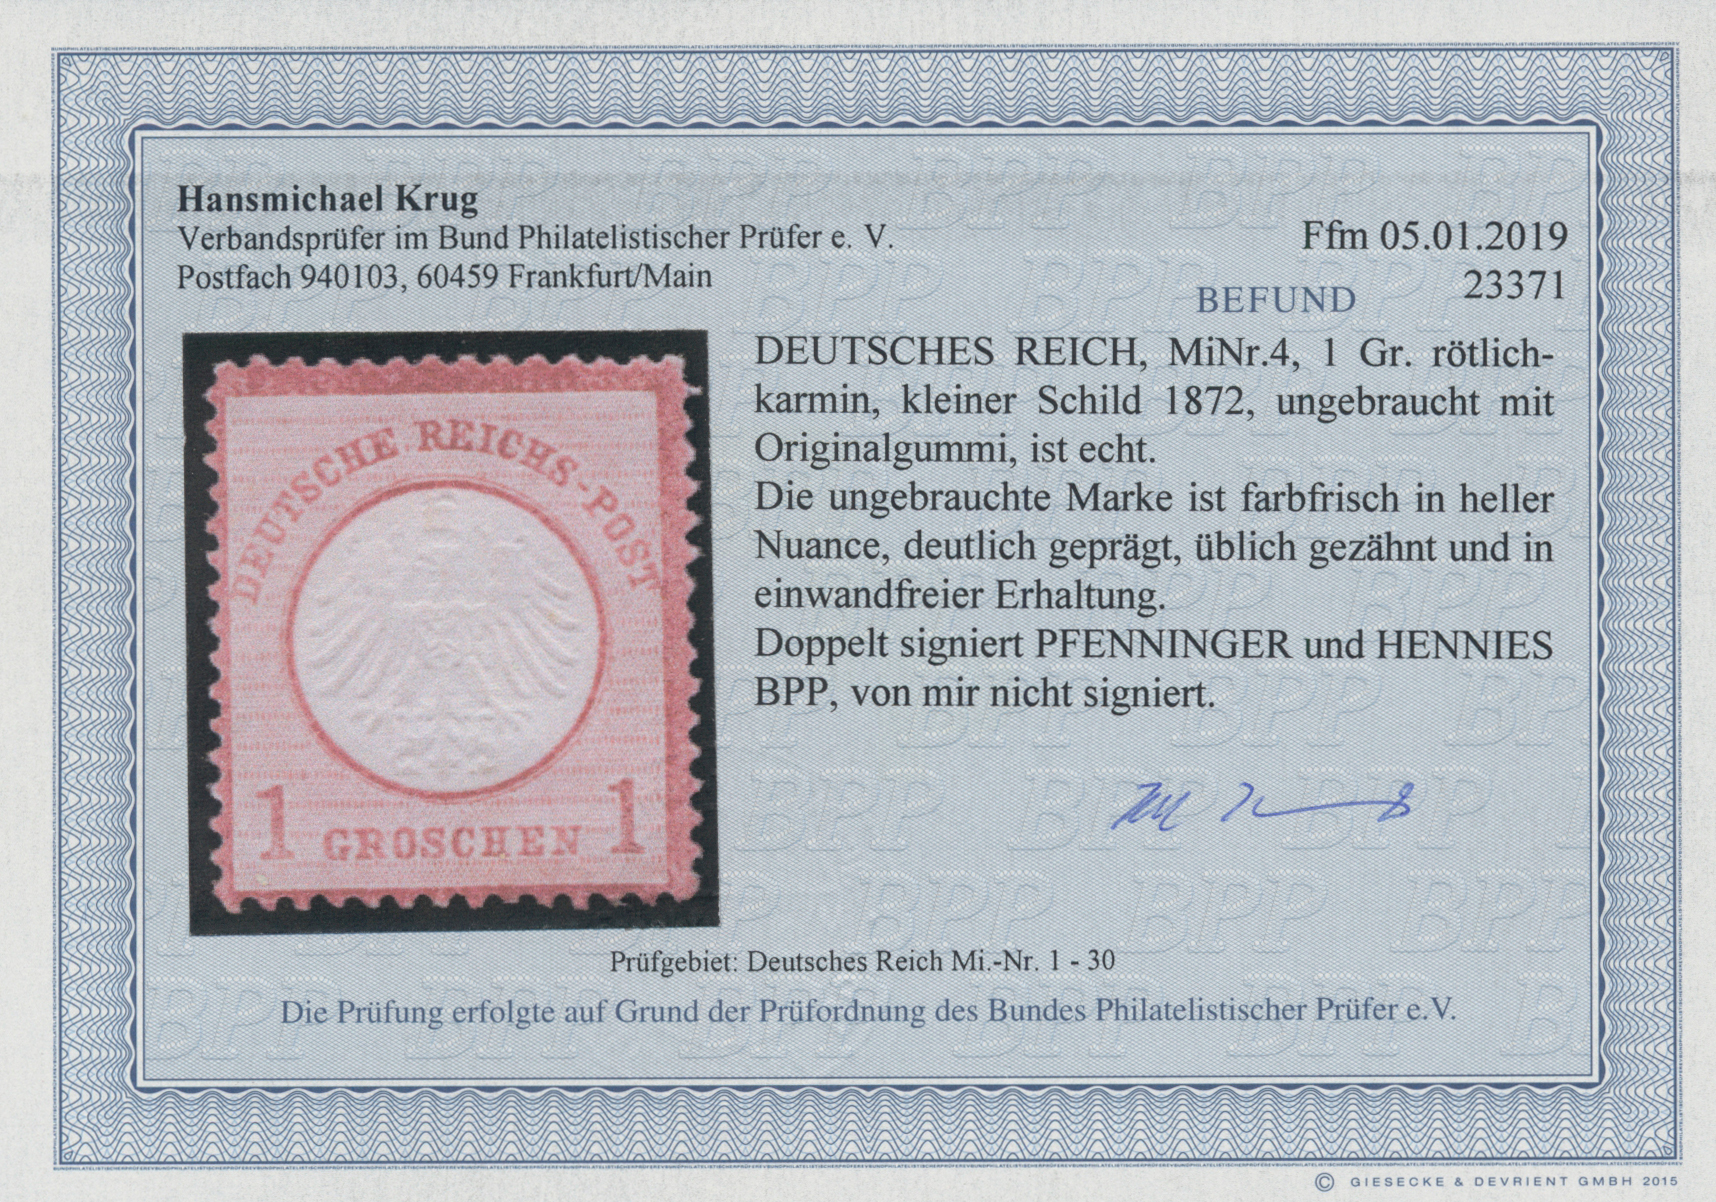 Hansmichael Krug
Verbandsprüfer im Bund Philatelistischer Prüfer e. V.
Postfach 940103, 60459 Frankfurt/Main
Ffm 05.01.2019
23371
BEFUND
DEUTSCHES REICH, MiNr.4, 1 Gr. rötlich-
karmin, kleiner Schild 1872, ungebraucht mit
Originalgummi, ist echt.
Die ungebrauchte Marke ist farbfrisch in heller
Nuance, deutlich geprägt, üblich gezähnt und in
einwandfreier Erhaltung.
Doppelt signiert PFENNINGER und HENNIES
BPP, von mir nicht signiert.
DEUTSCHE REICHS-POST
1 GROSCHEN 1
Prüfgebiet: Deutsches Reich Mi.-Nr. 1 - 30
Die Prüfung erfolgte auf Grund der Prüfordnung des Bundes Philatelistischer Prüfer e.V.
© GIESECKE & DEVRIENT GMBH 2015